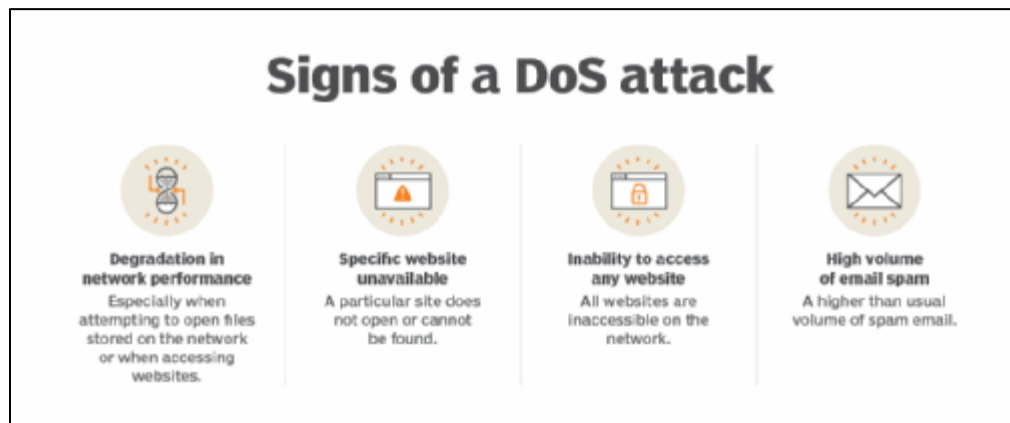 Signs of a DoS attack
Degradation in
network performance
Especially when
attempting to open files
stored on the network
or when accessing
websites.
Specific website
unavailable
A particular site does
not open or cannot
be found.
Inability to access
any website
All websites are
inaccessible on the
network.
High volume
of email spam
A higher than usual
volume of spam email.